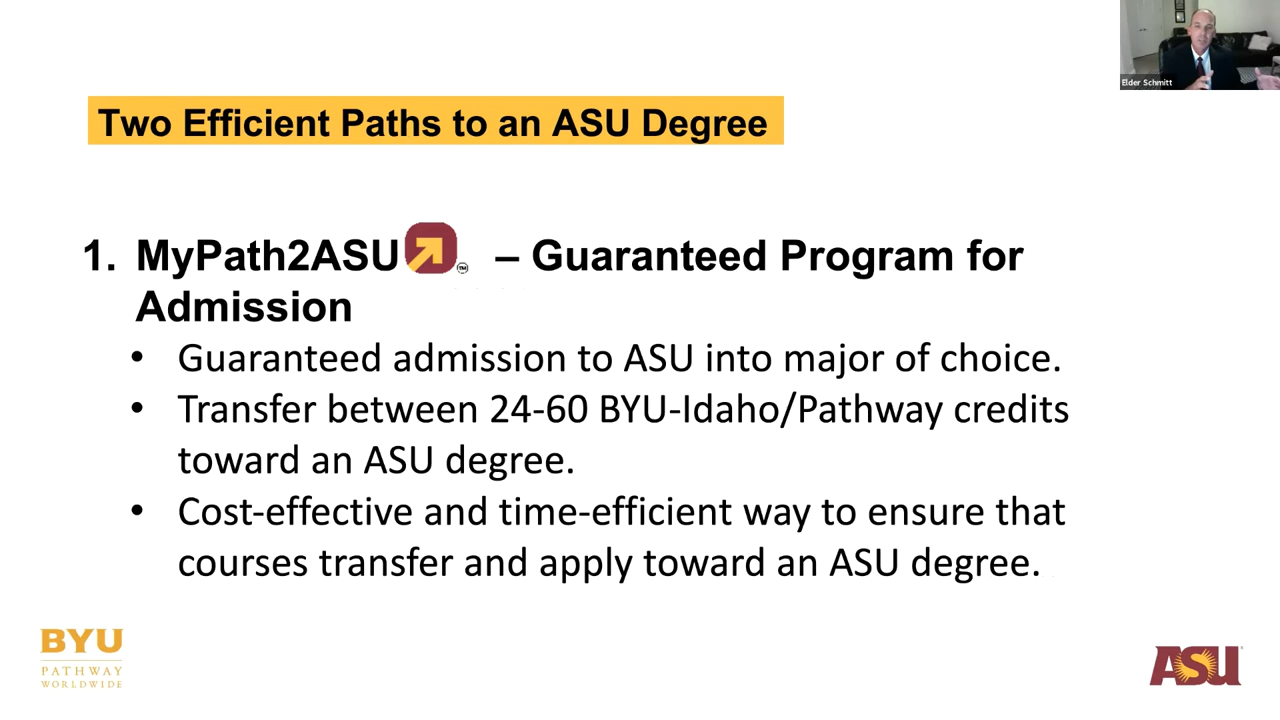 Elder Schmitt
Two Efficient Paths to an ASU Degree
1. MyPath2ASU ™ – Guaranteed Program for
Admission
• Guaranteed admission to ASU into major of choice.
• Transfer between 24-60 BYU-Idaho/Pathway credits
toward an ASU degree.
• Cost-effective and time-efficient way to ensure that
courses transfer and apply toward an ASU degree.
BYU
PATHWAY
WORLDWIDE
ASU